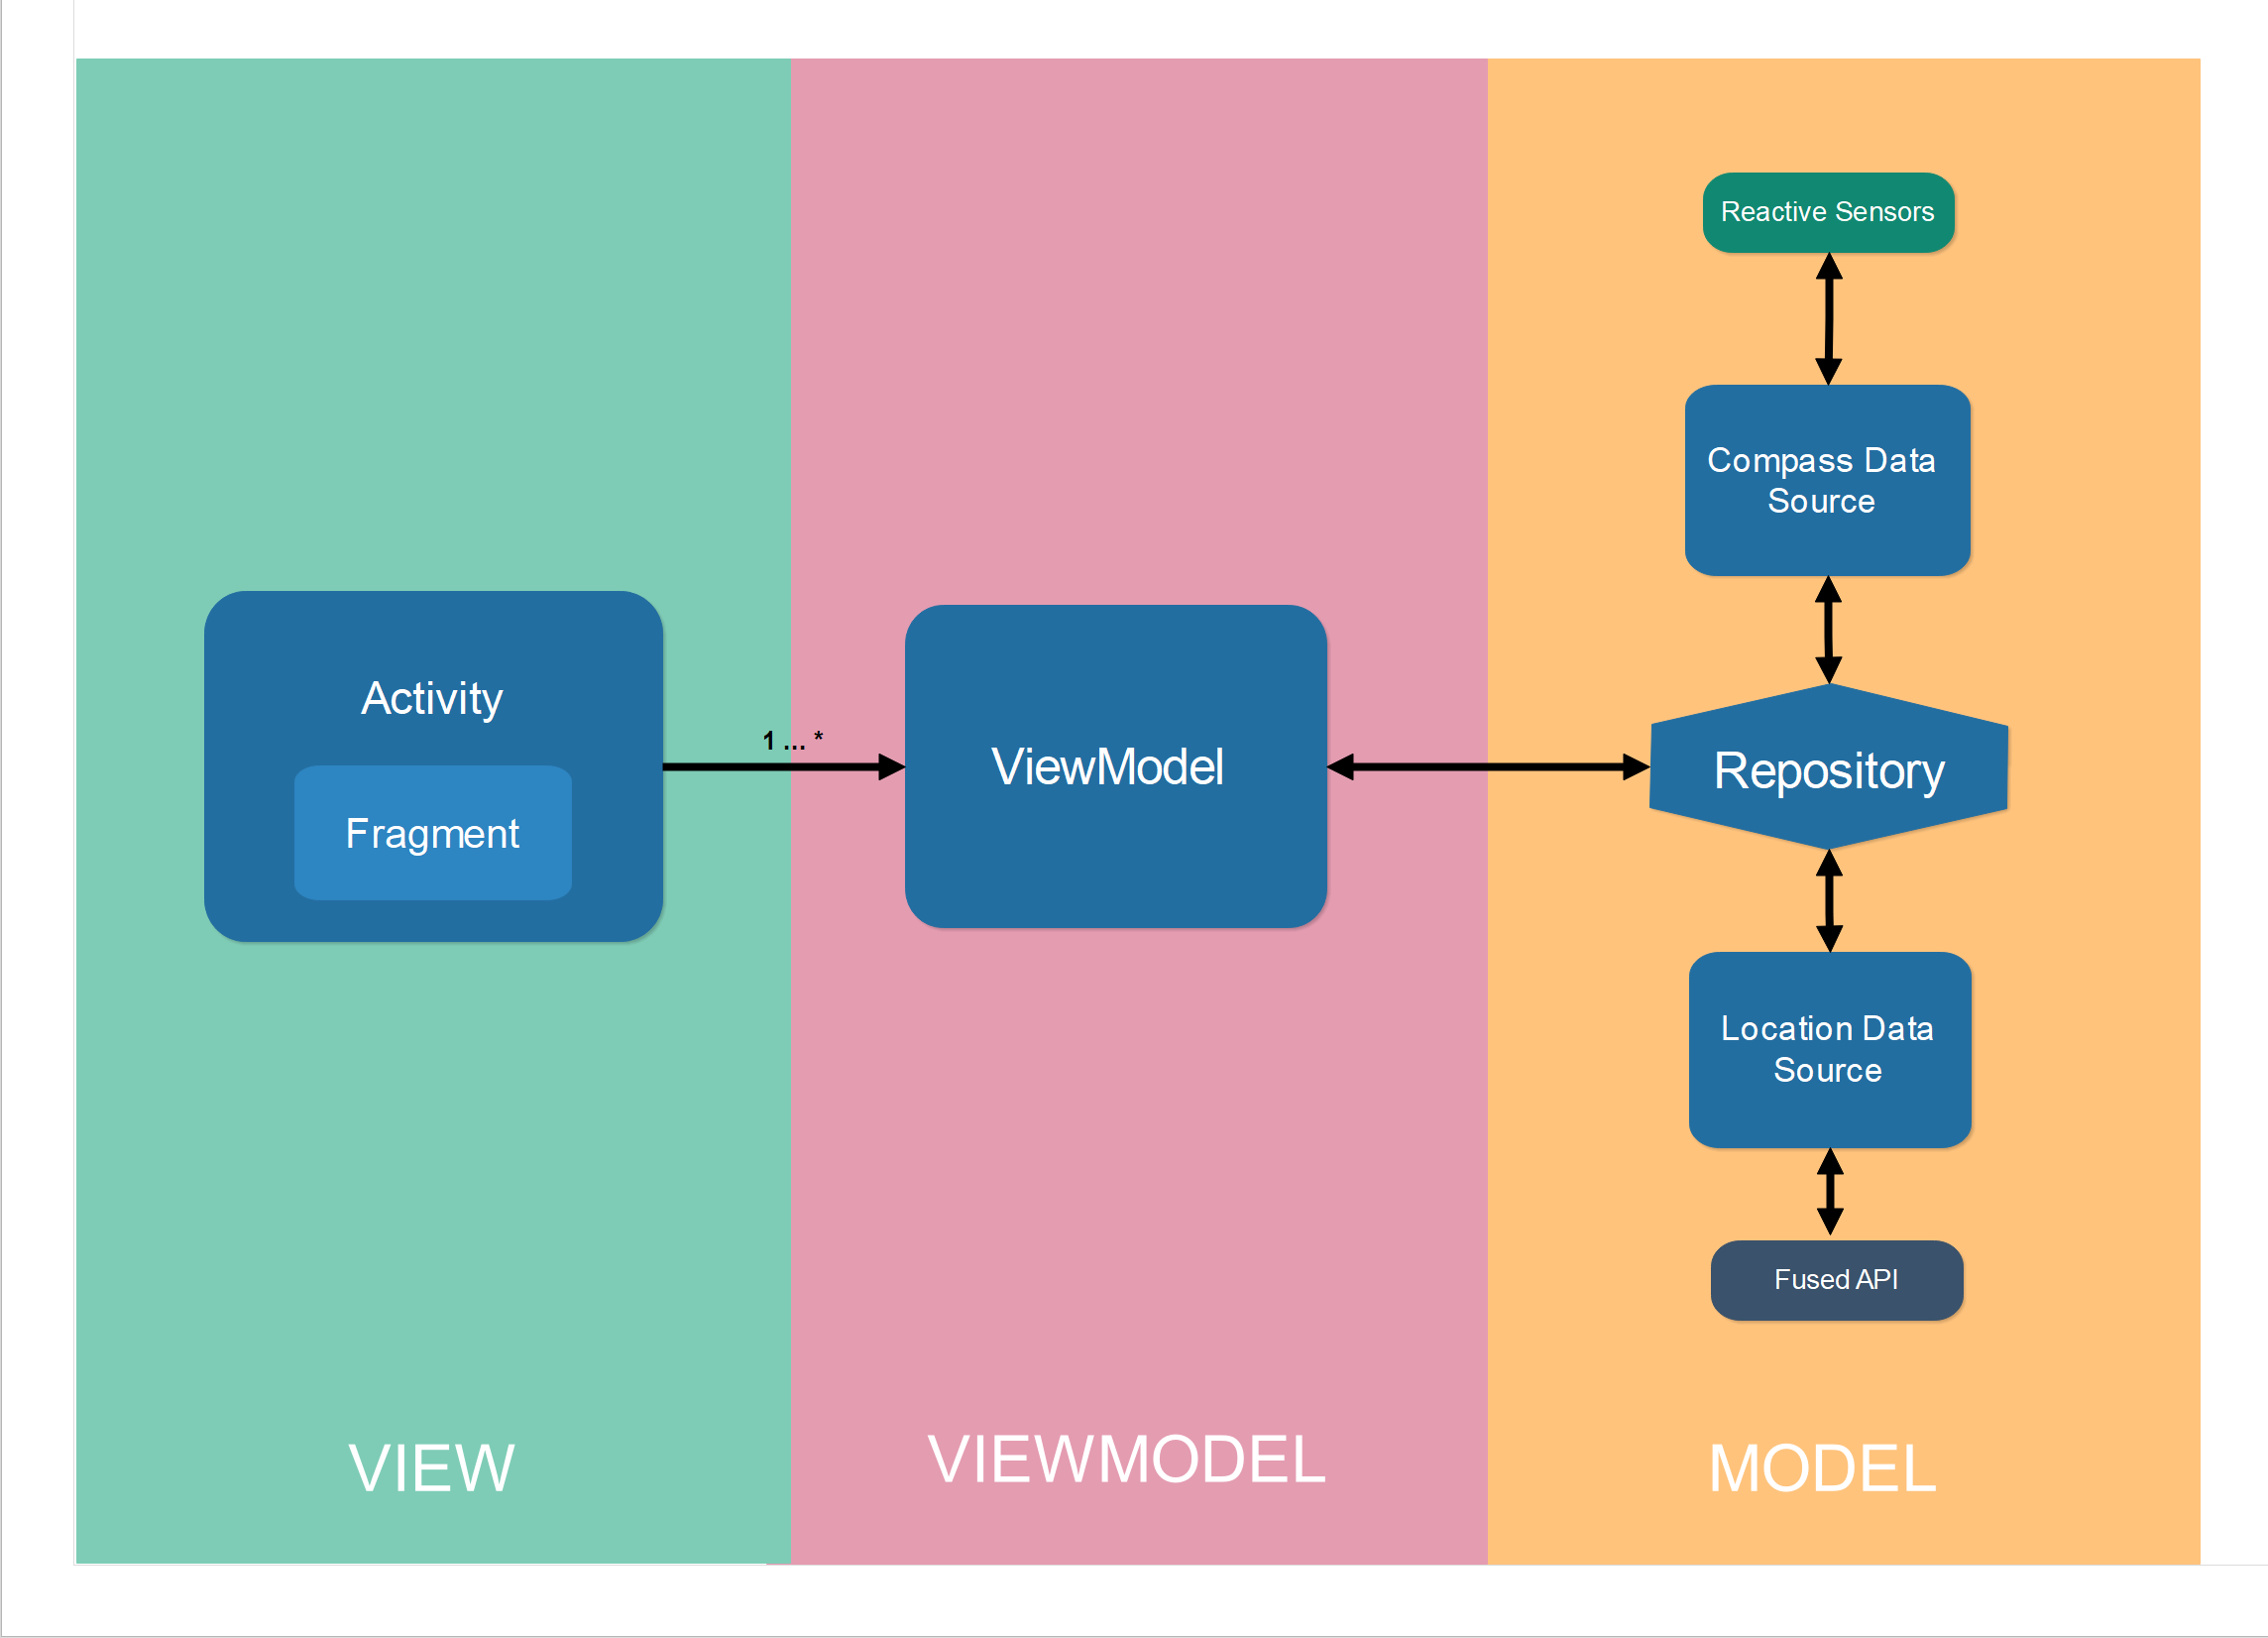 Activity
Fragment
VIEW
1 ... *
ViewModel
VIEWMODEL
Reactive Sensors
Compass Data
Source
Repository
Location Data
Source
Fused API
MODEL